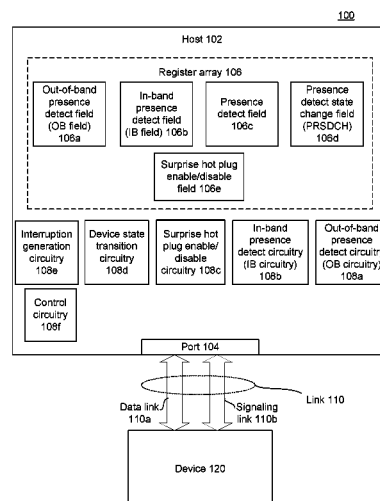 100
Host 102
Register array 106
Out-of-band
presence
detect field
(OB field)
106a
In-band
presence
detect field
(IB field) 106b
Presence
detect field
106c
Presence
detect state
change field
(PRSDCH)
106d
Surprise hot plug
enable/disable
field 106e
Interruption
generation
circuitry
108e
Device state
transition
circuitry
108d
Surprise hot
plug enable/
disable
circuitry 108c
In-band
presence
detect circuitry
(IB circuitry)
108b
Out-of-band
presence
detect circuitry
(OB circuitry)
108a
Control
circuitry
108f
Port 104
Link 110
Data link
110a
Signaling
link 110b
Device 120